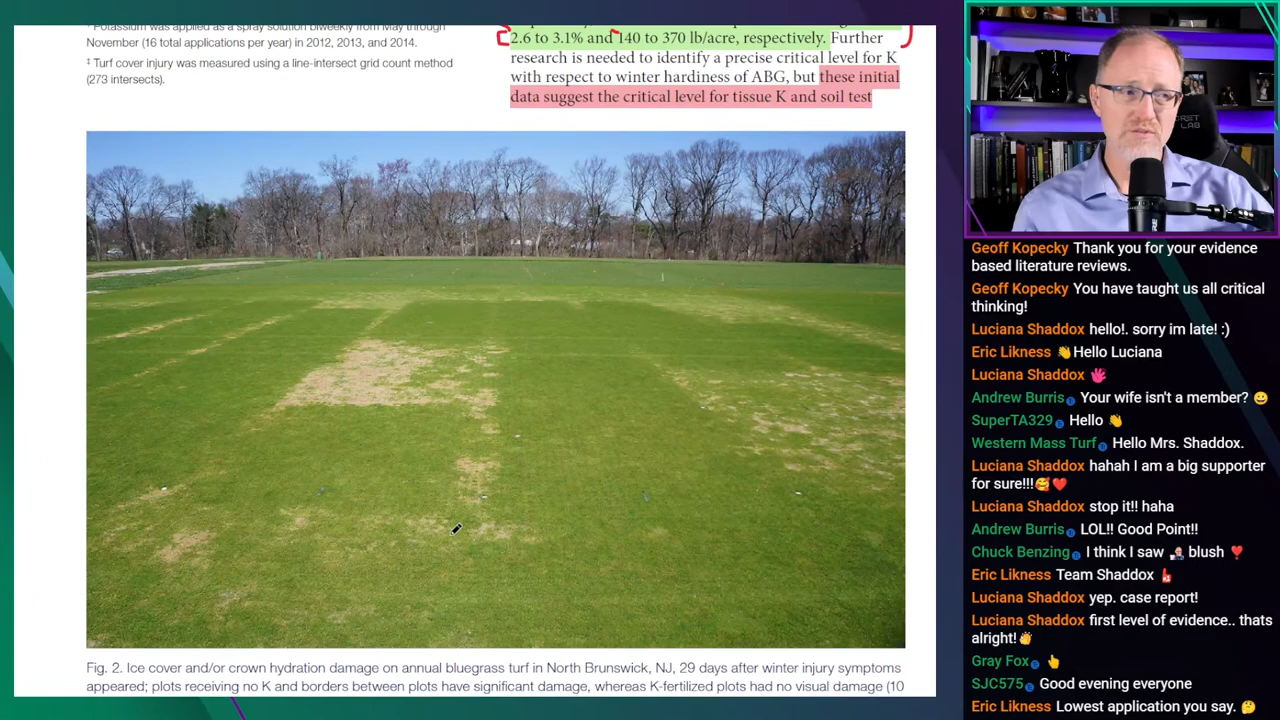 Potassium was applied as a spray solution biweekly from May through
November (16 total applications per year) in 2012, 2013, and 2014.
‡ Turf cover injury was measured using a line-intersect grid count method
(273 intersects).
2.6 to 3.1% and 140 to 370 lb/acre, respectively. Further
research is needed to identify a precise critical level for K
with respect to winter hardiness of ABG, but these initial
data suggest the critical level for tissue K and soil test
Fig. 2. Ice cover and/or crown hydration damage on annual bluegrass turf in North Brunswick, NJ, 29 days after winter injury symptoms
appeared; plots receiving no K and borders between plots have significant damage, whereas K-fertilized plots had no visual damage (10
LAB
Geoff Kopecky Thank you for your evidence
based literature reviews.
Geoff Kopecky You have taught us all critical
thinking!
Luciana Shaddox hello!. sorry im late! :)
Eric Likness 👋Hello Luciana
Luciana Shaddox 👋
Andrew Burris Your wife isn't a member? 😀
SuperTA329 Hello 👋
Western Mass Turf Hello Mrs. Shaddox.
Luciana Shaddox hahah I am a big supporter
for sure!!!🥰❤️
Luciana Shaddox stop it!! haha
Andrew Burris LOL!! Good Point!!
Chuck Benzing I think I saw blush ❣️
Eric Likness Team Shaddox
Luciana Shaddox yep. case report!
Luciana Shaddox first level of evidence.. thats
alright!👏
Gray Fox 👆
SJC575 Good evening everyone
Eric Likness Lowest application you say. 🤔